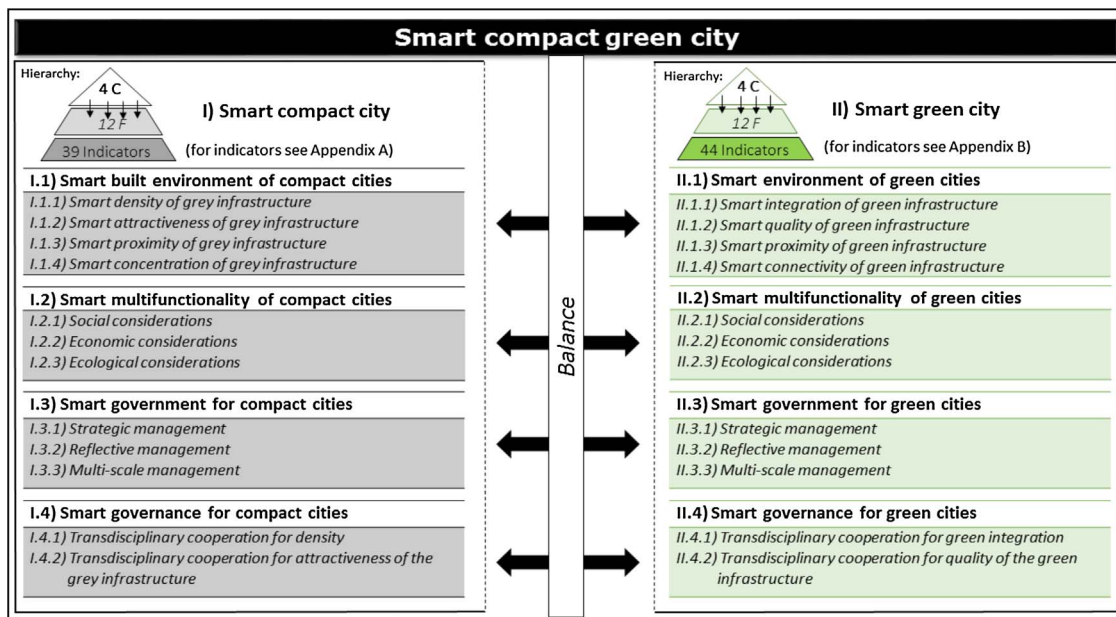 Smart compact green city
Hierarchy:
4 C
12 F
39 Indicators
I) Smart compact city
(for indicators see Appendix A)
I.1) Smart built environment of compact cities
I.1.1) Smart density of grey infrastructure
I.1.2) Smart attractiveness of grey infrastructure
I.1.3) Smart proximity of grey infrastructure
I.1.4) Smart concentration of grey infrastructure
I.2) Smart multifunctionality of compact cities
I.2.1) Social considerations
I.2.2) Economic considerations
I.2.3) Ecological considerations
I.3) Smart government for compact cities
I.3.1) Strategic management
I.3.2) Reflective management
I.3.3) Multi-scale management
I.4) Smart governance for compact cities
I.4.1) Transdisciplinary cooperation for density
I.4.2) Transdisciplinary cooperation for attractiveness of the
grey infrastructure
Balance
Hierarchy:
4 C
12 F
44 Indicators
II) Smart green city
(for indicators see Appendix B)
II.1) Smart environment of green cities
II.1.1) Smart integration of green infrastructure
II.1.2) Smart quality of green infrastructure
II.1.3) Smart proximity of green infrastructure
II.1.4) Smart connectivity of green infrastructure
II.2) Smart multifunctionality of green cities
II.2.1) Social considerations
II.2.2) Economic considerations
II.2.3) Ecological considerations
II.3) Smart government for green cities
II.3.1) Strategic management
II.3.2) Reflective management
II.3.3) Multi-scale management
II.4) Smart governance for green cities
II.4.1) Transdisciplinary cooperation for green integration
II.4.2) Transdisciplinary cooperation for quality of the green
infrastructure